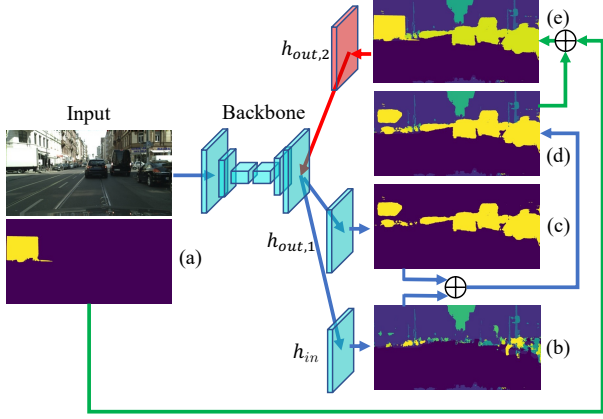 (e)
h_{out,2}
Input
Backbone
(d)
(c)
h_{out,1}
(a)
h_{in}
(b)